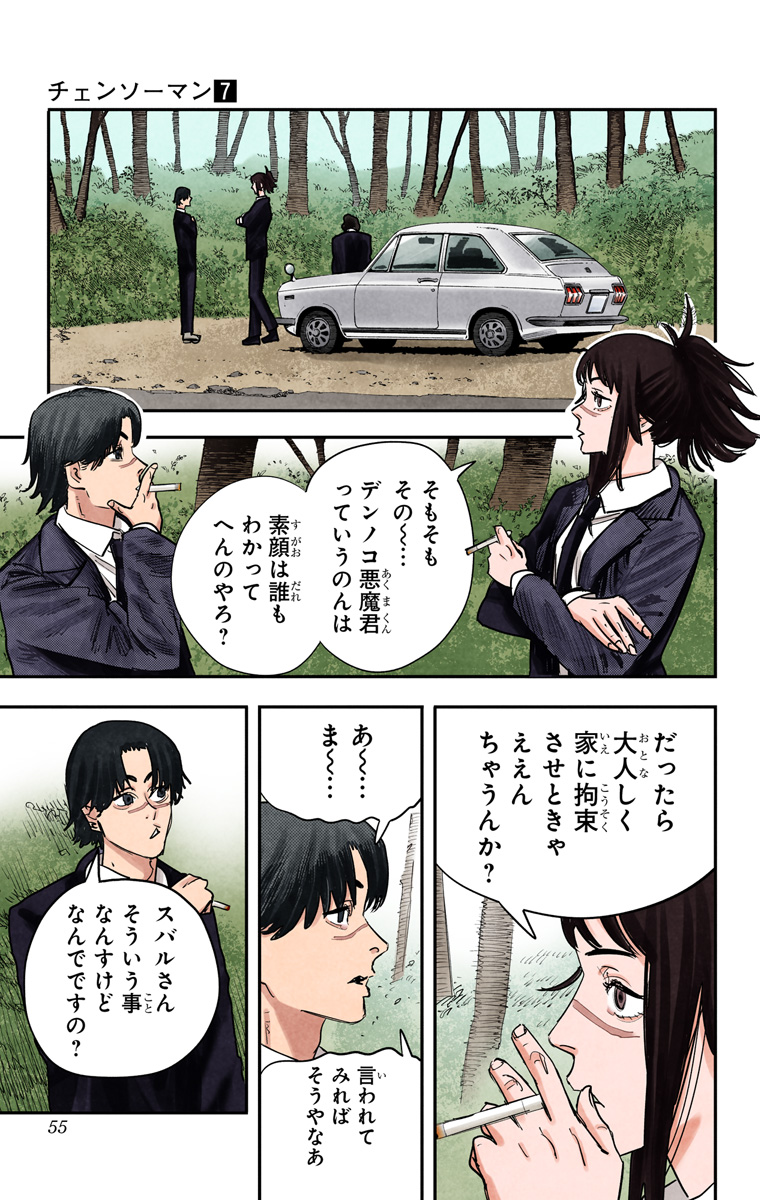 チェンソーマン7
そもそも
その〜…
デンノコ悪魔君
っていうのんは
素顔は誰も
わかって
へんのやろ？
だったら
大人しく
家に拘束
させときゃ
ええん
ちゃうんか？
あ〜…
ま〜…
言われて
みれば
そうやなあ
スバルさん
そういう事
なんすけど
なんでですの？
55